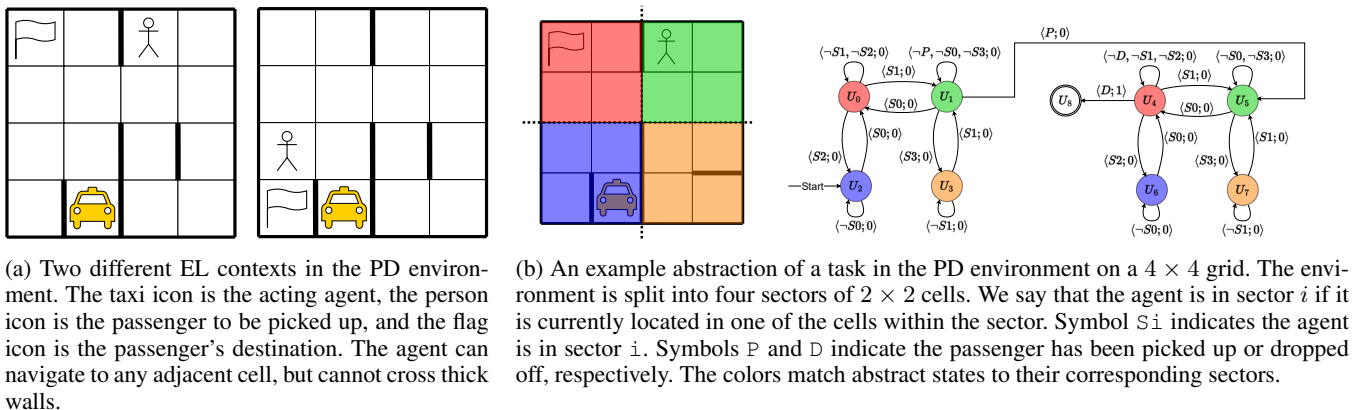 ⟨P; 0⟩
⟨¬S1, ¬S2; 0⟩
⟨¬P, ¬S0, ¬S3; 0⟩
⟨¬D, ¬S1, ¬S2; 0⟩
⟨¬S0, ¬S3; 0⟩
⟨S1; 0⟩
⟨S1; 0⟩
U₀
U₁
U₈
⟨D; 1⟩
U₄
U₅
⟨S0; 0⟩
⟨S0; 0⟩
⟨S0; 0⟩
⟨S1; 0⟩
⟨S0; 0⟩
⟨S1; 0⟩
⟨S2; 0⟩
⟨S3; 0⟩
⟨S2; 0⟩
⟨S3; 0⟩
Start
U₂
U₃
U₆
U₇
⟨¬S0; 0⟩
⟨¬S1; 0⟩
⟨¬S0; 0⟩
⟨¬S1; 0⟩
(a) Two different EL contexts in the PD environ-
ment. The taxi icon is the acting agent, the person
icon is the passenger to be picked up, and the flag
icon is the passenger's destination. The agent can
navigate to any adjacent cell, but cannot cross thick
walls.
(b) An example abstraction of a task in the PD environment on a 4 × 4 grid. The envi-
ronment is split into four sectors of 2 × 2 cells. We say that the agent is in sector i if it
is currently located in one of the cells within the sector. Symbol Si indicates the agent
is in sector i. Symbols P and D indicate the passenger has been picked up or dropped
off, respectively. The colors match abstract states to their corresponding sectors.